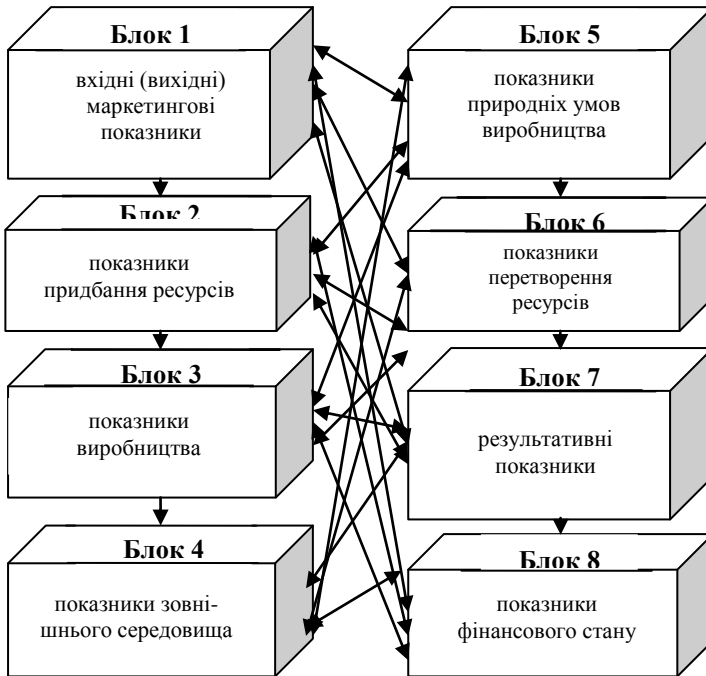 Блок 1
вхідні (вихідні)
маркетингові
показники
Блок 2
показники
придбання ресурсів
Блок 3
показники
виробництва
Блок 4
показники зовні-
шнього середовища
Блок 5
показники
природніх умов
виробництва
Блок 6
показники
перетворення
ресурсів
Блок 7
результативні
показники
Блок 8
показники
фінансового стану